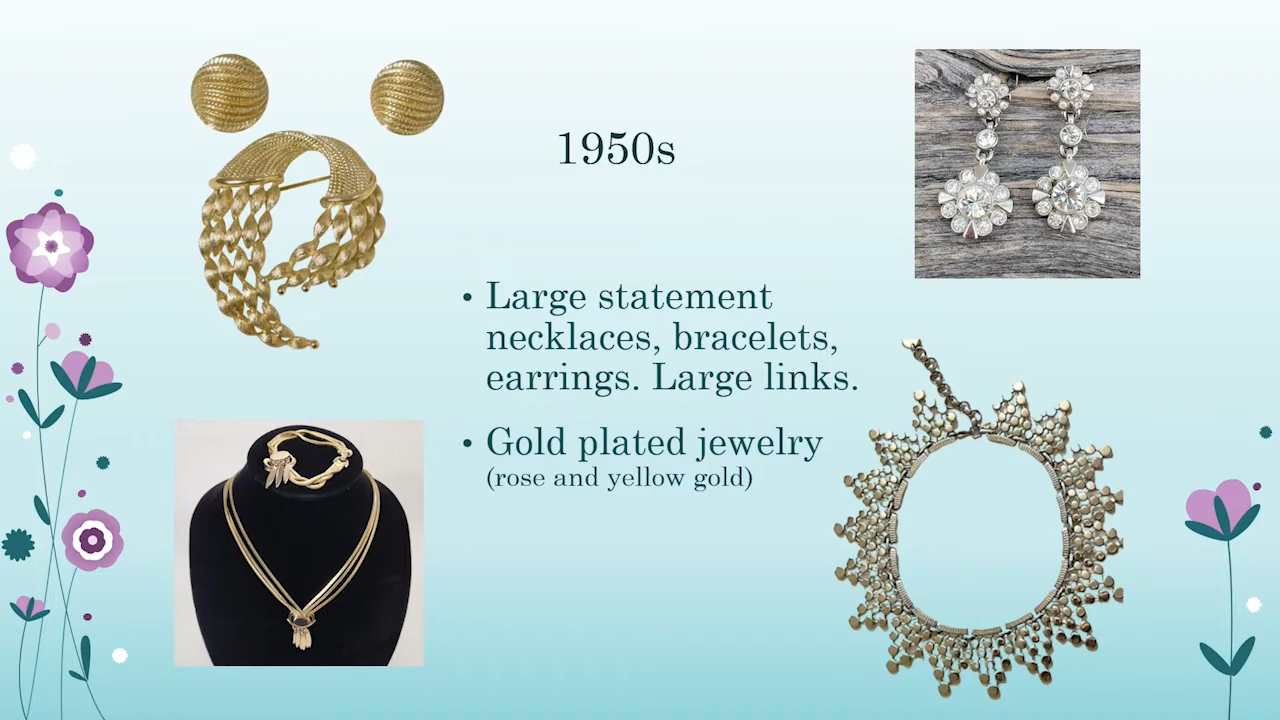 1950s
• Large statement
necklaces, bracelets,
earrings. Large links.
• Gold plated jewelry
(rose and yellow gold)